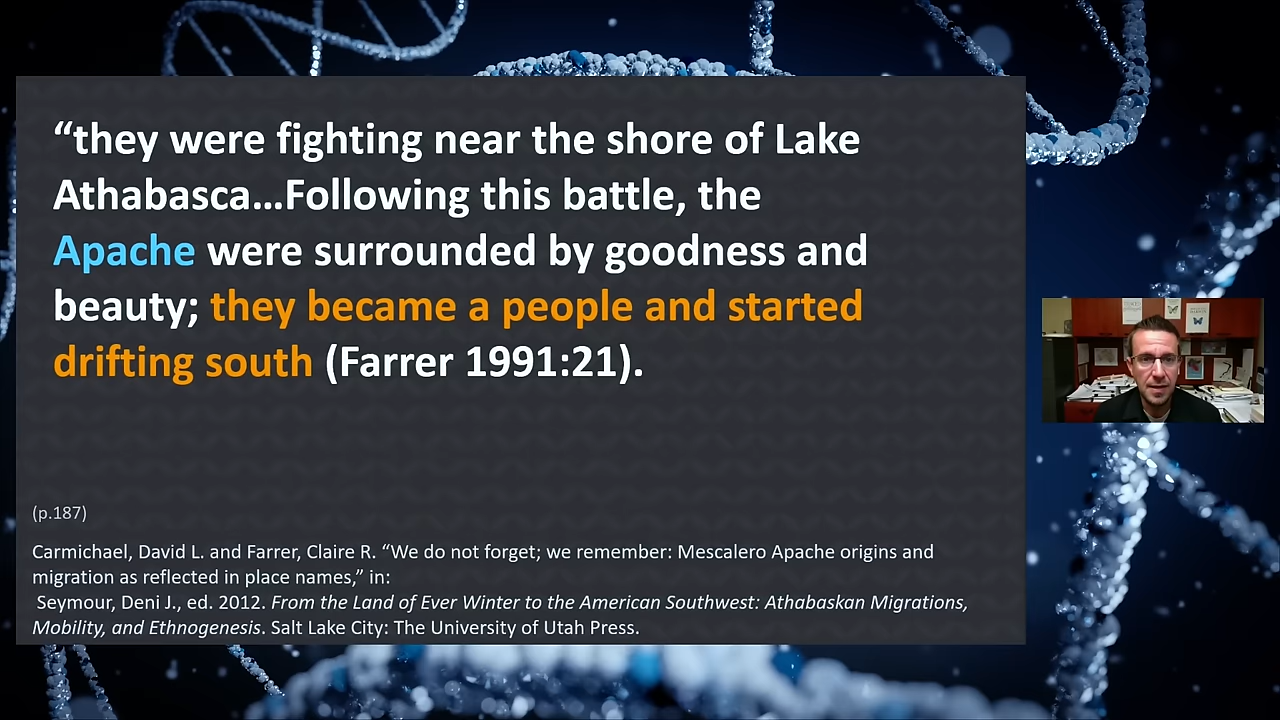 “they were fighting near the shore of Lake
Athabasca...Following this battle, the
Apache were surrounded by goodness and
beauty; they became a people and started
drifting south (Farrer 1991:21).
(p.187)
Carmichael, David L. and Farrer, Claire R. “We do not forget; we remember: Mescalero Apache origins and
migration as reflected in place names,” in:
Seymour, Deni J., ed. 2012. From the Land of Ever Winter to the American Southwest: Athabaskan Migrations,
Mobility, and Ethnogenesis. Salt Lake City: The University of Utah Press.